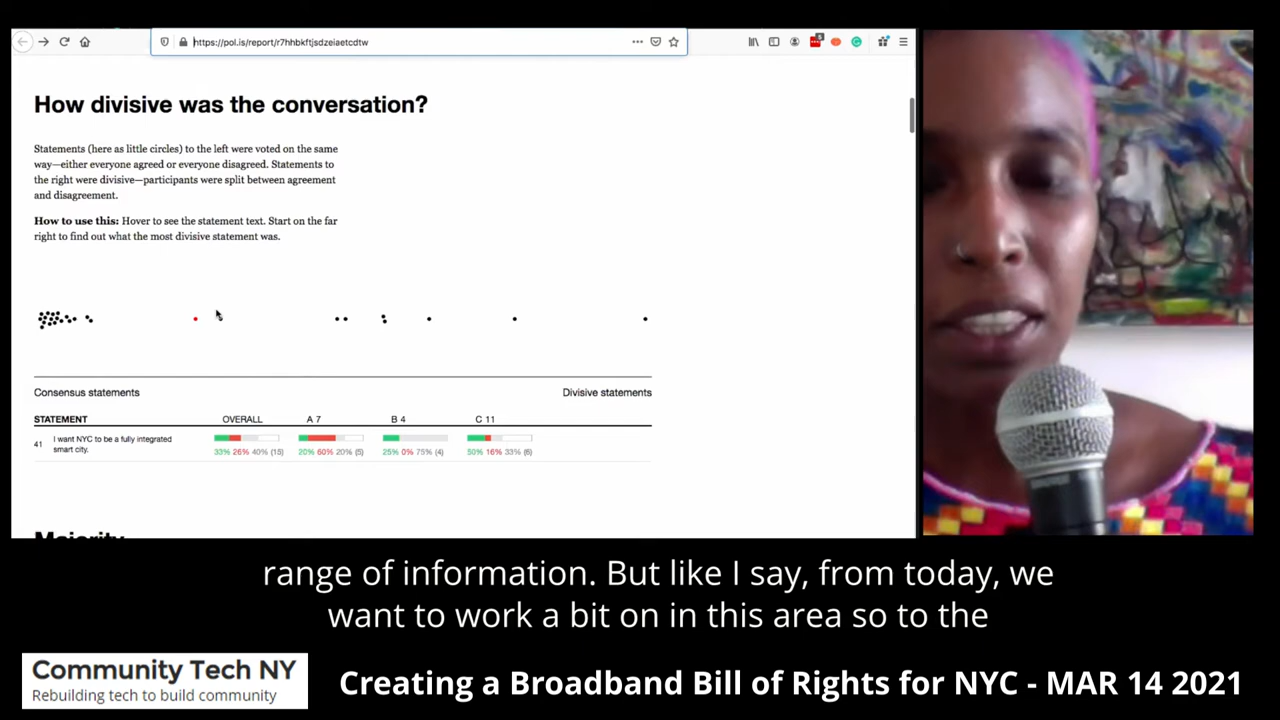 https://pol.is/report/r7hhbkftjsdzeiaetcdtw
How divisive was the conversation?
Statements (here as little circles) to the left were voted on the same
way—either everyone agreed or everyone disagreed. Statements to
the right were divisive—participants were split between agreement
and disagreement.
How to use this: Hover to see the statement text. Start on the far
right to find out what the most divisive statement was.
Consensus statements Divisive statements
STATEMENT OVERALL A 7 B 4 C 11
41 I want NYC to be a fully integrated
smart city.
33% 26% 40% (15) 20% 60% 20% (5) 25% 0% 75% (4) 50% 16% 33% (6)
Majority
range of information. But like I say, from today, we
want to work a bit on in this area so to the
Community Tech NY
Rebuilding tech to build community
Creating a Broadband Bill of Rights for NYC - MAR 14 2021